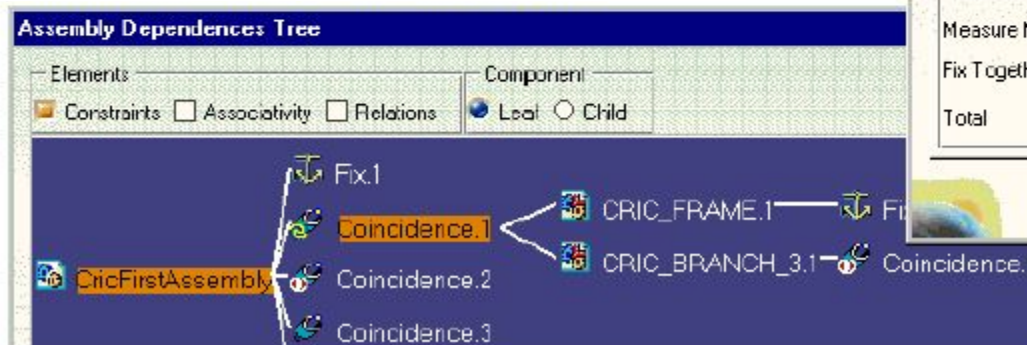 Assembly Dependences Tree
Elements
Component
Constraints Associativity Relations Leaf Child
Measure
Fix
Total
Fix.1
Coincidence.1
CRIC_FRAME.1
CricFirstAssembly
CRIC_BRANCH_3.1
Coincidence.
Coincidence.2
Coincidence.3